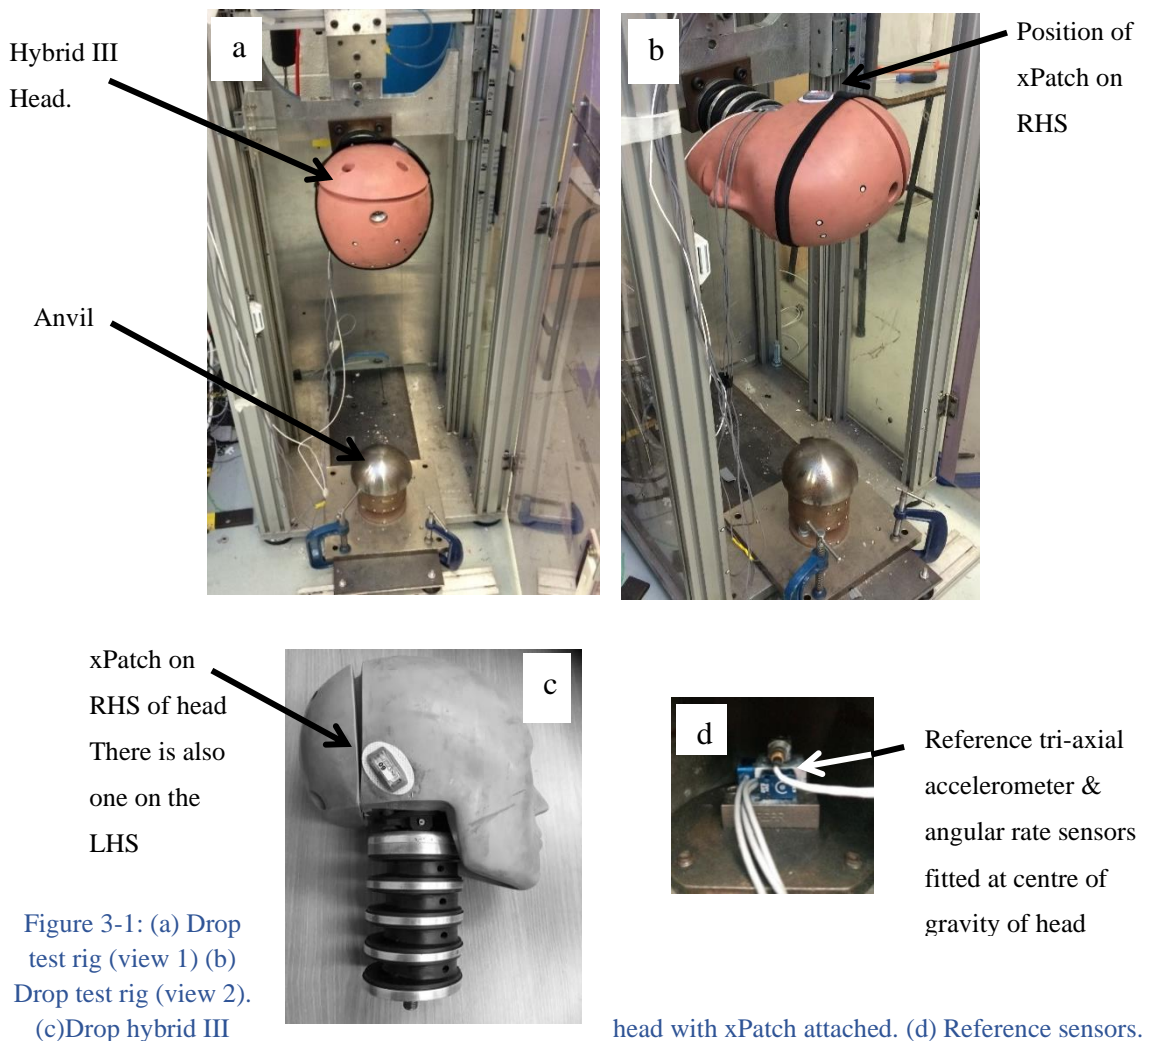 a
Hybrid III
Head.
Anvil
b
Position of
xPatch on
RHS
xPatch on
RHS of head
There is also
one on the
LHS
c
d
Reference tri-axial
accelerometer &
angular rate sensors
fitted at centre of
gravity of head
Figure 3-1: (a) Drop
test rig (view 1) (b)
Drop test rig (view 2).
(c)Drop hybrid III
head with xPatch attached. (d) Reference sensors.